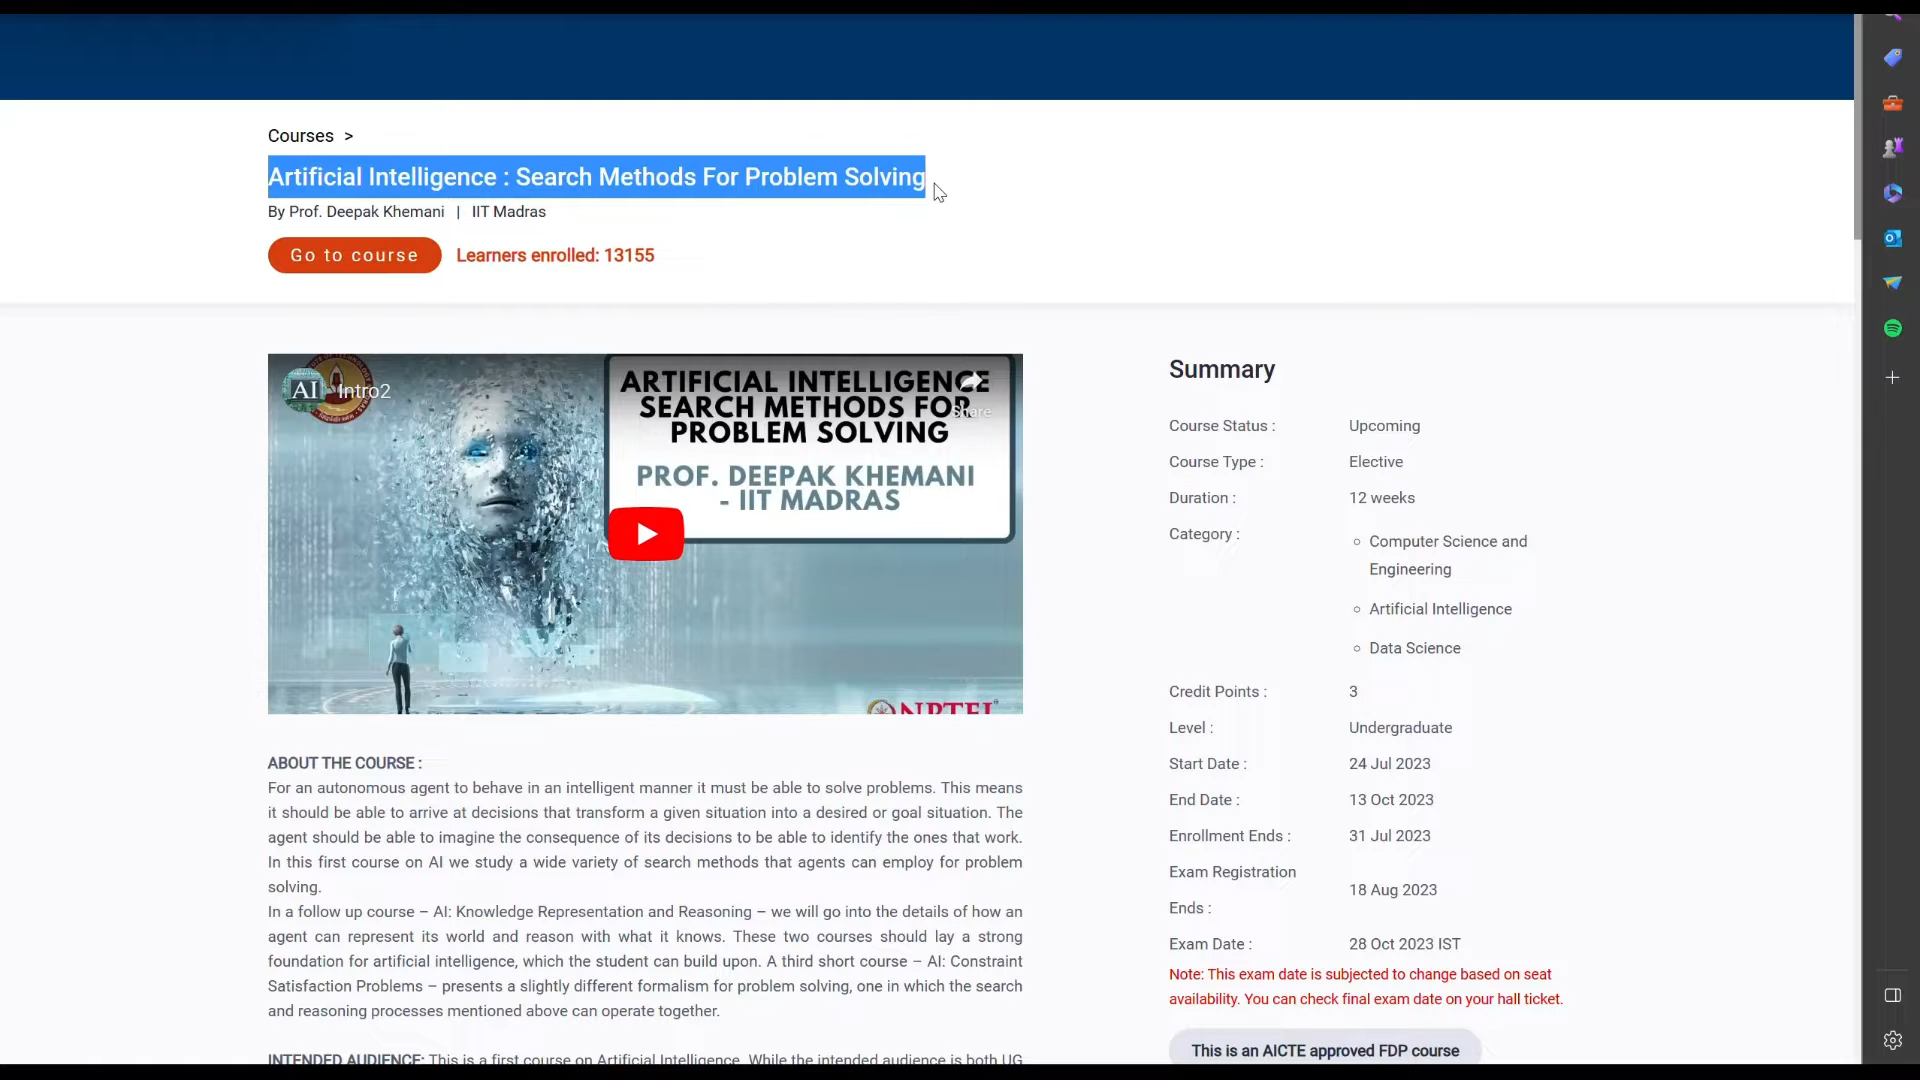 Courses >
Artificial Intelligence : Search Methods For Problem Solving
By Prof. Deepak Khemani | IIT Madras
Go to course
Learners enrolled: 13155
AI
Intro2
Share
ARTIFICIAL INTELLIGENCE
SEARCH METHODS FOR
PROBLEM SOLVING
PROF. DEEPAK KHEMANI
- IIT MADRAS
NPTEL
ABOUT THE COURSE :
For an autonomous agent to behave in an intelligent manner it must be able to solve problems. This means
it should be able to arrive at decisions that transform a given situation into a desired or goal situation. The
agent should be able to imagine the consequence of its decisions to be able to identify the ones that work.
In this first course on AI we study a wide variety of search methods that agents can employ for problem
solving.
In a follow up course – AI: Knowledge Representation and Reasoning – we will go into the details of how an
agent can represent its world and reason with what it knows. These two courses should lay a strong
foundation for artificial intelligence, which the student can build upon. A third short course – AI: Constraint
Satisfaction Problems – presents a slightly different formalism for problem solving, one in which the search
and reasoning processes mentioned above can operate together.
INTENDED AUDIENCE: This is a first course on Artificial Intelligence. While the intended audience is both UG
Summary
Course Status : Upcoming
Course Type : Elective
Duration : 12 weeks
Category :
Computer Science and
Engineering
Artificial Intelligence
Data Science
Credit Points : 3
Level : Undergraduate
Start Date : 24 Jul 2023
End Date : 13 Oct 2023
Enrollment Ends : 31 Jul 2023
Exam Registration
Ends :
18 Aug 2023
Exam Date : 28 Oct 2023 IST
Note: This exam date is subjected to change based on seat
availability. You can check final exam date on your hall ticket.
This is an AICTE approved FDP course